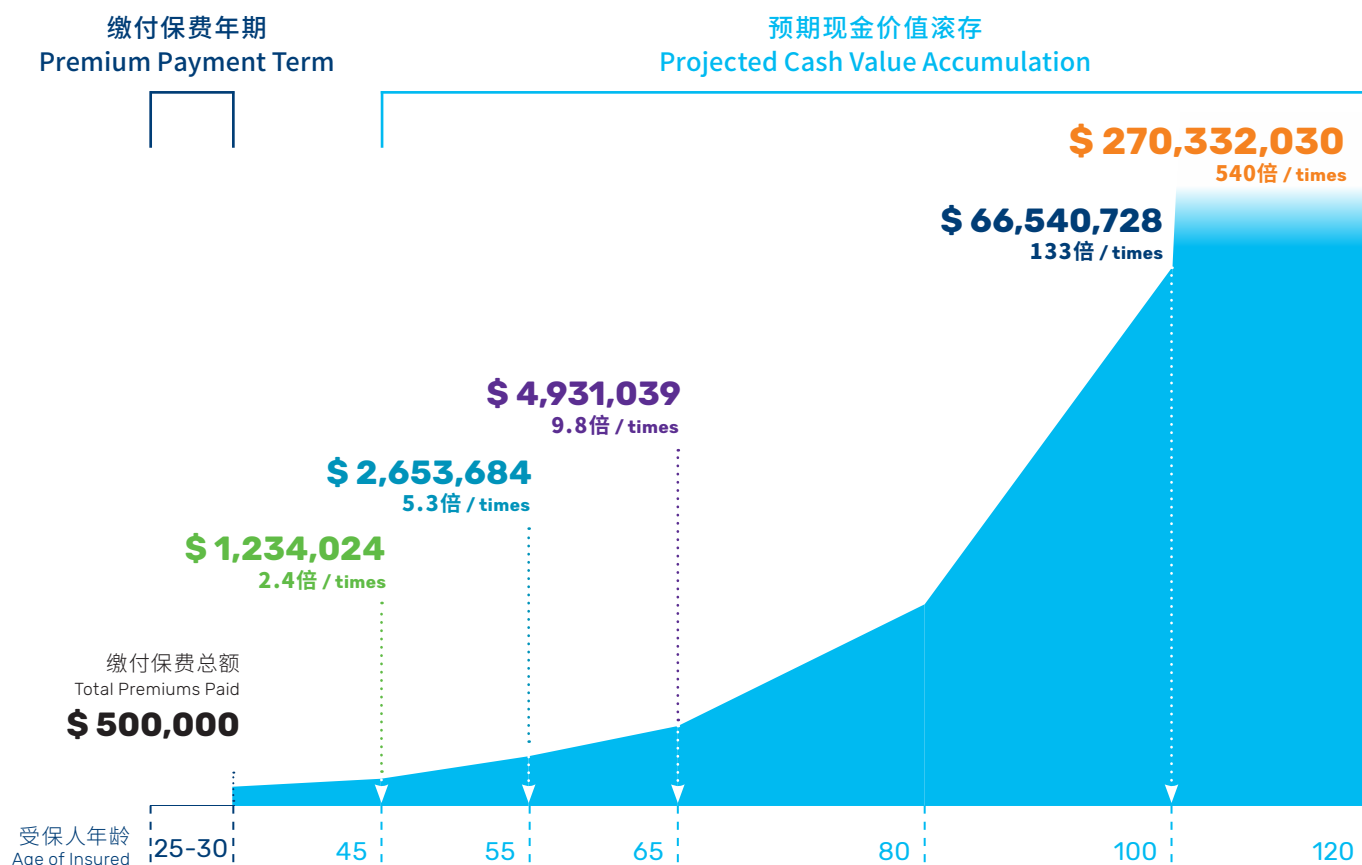 缴付保费年期
Premium Payment Term
预期现金价值滚存
Projected Cash Value Accumulation
$ 270,332,030
540倍 / times
$ 66,540,728
133倍 / times
$ 4,931,039
9.8倍 / times
$ 2,653,684
5.3倍 / times
$ 1,234,024
2.4倍 / times
缴付保费总额
Total Premiums Paid
$ 500,000
受保人年龄
Age of Insured
25-30 45 55 65 80 100 120